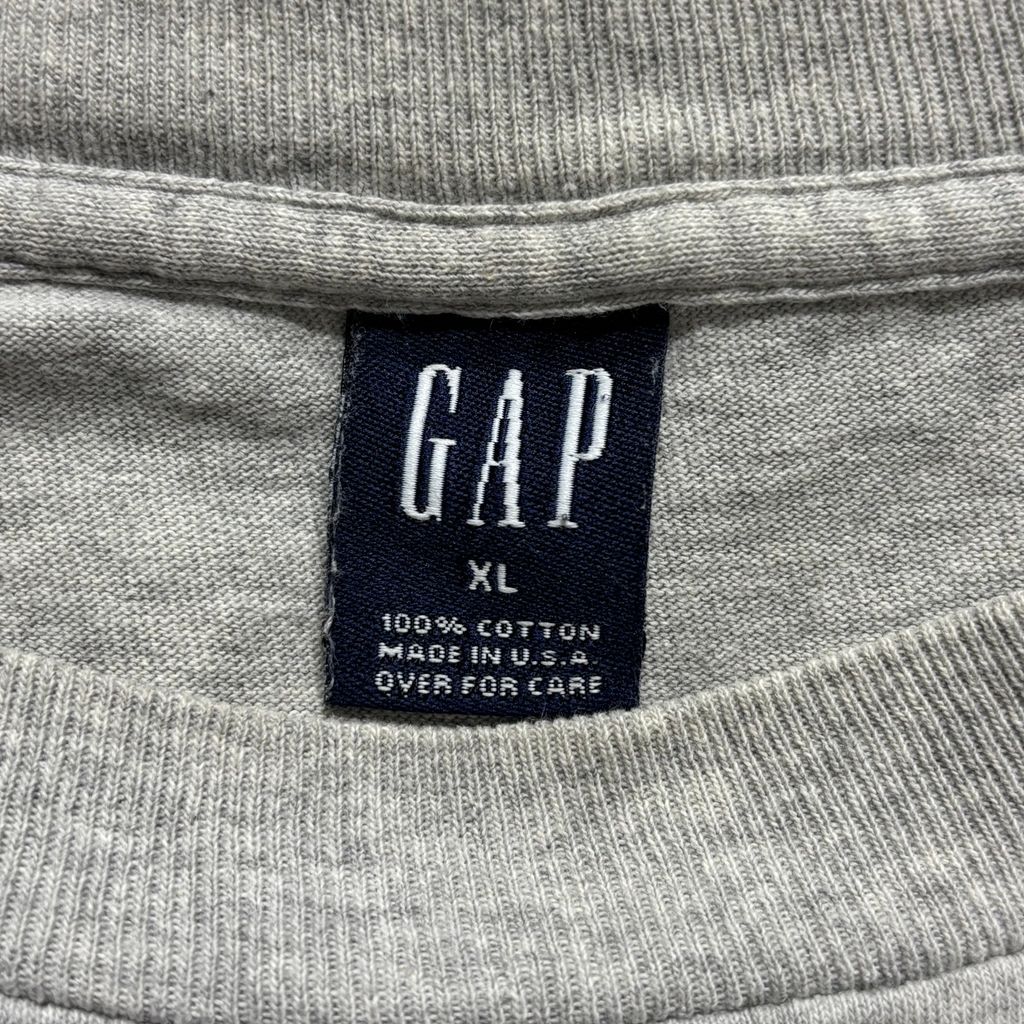 GAP
XL
100% COTTON
MADE IN U.S.A.
OVER FOR CARE